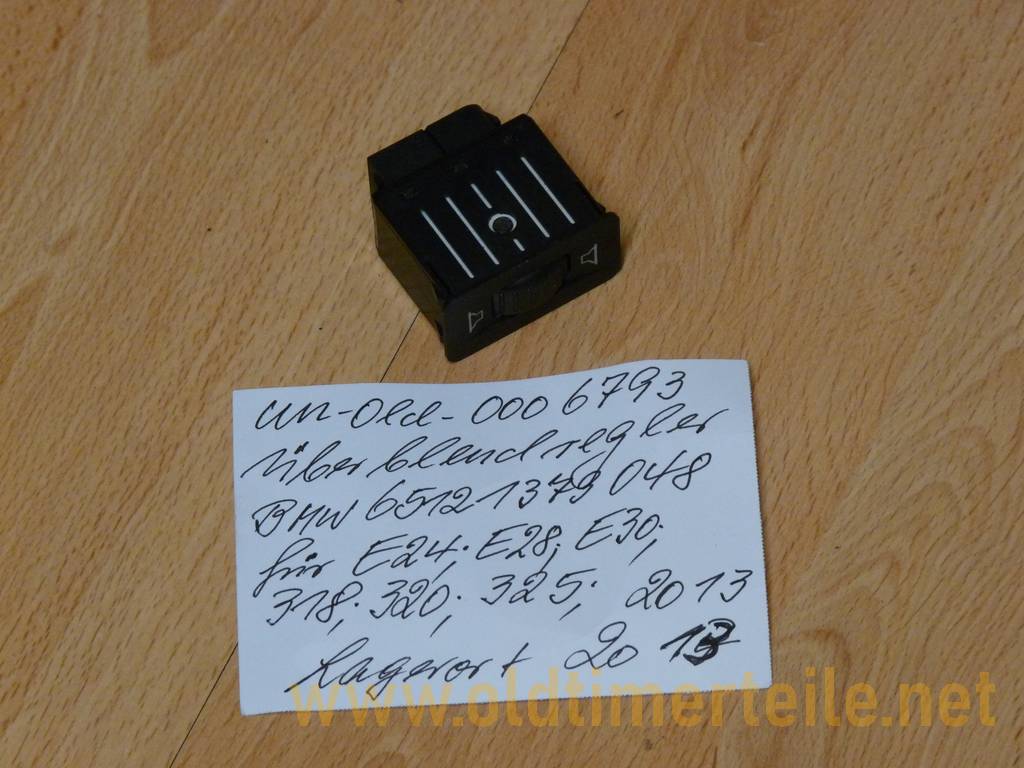 un-Old-0006793
Überblendregler
BMW 65121379048
für E24; E28; E30;
318; 320; 325; 2013
Lagerort 20 13
www.oldtimerteile.net